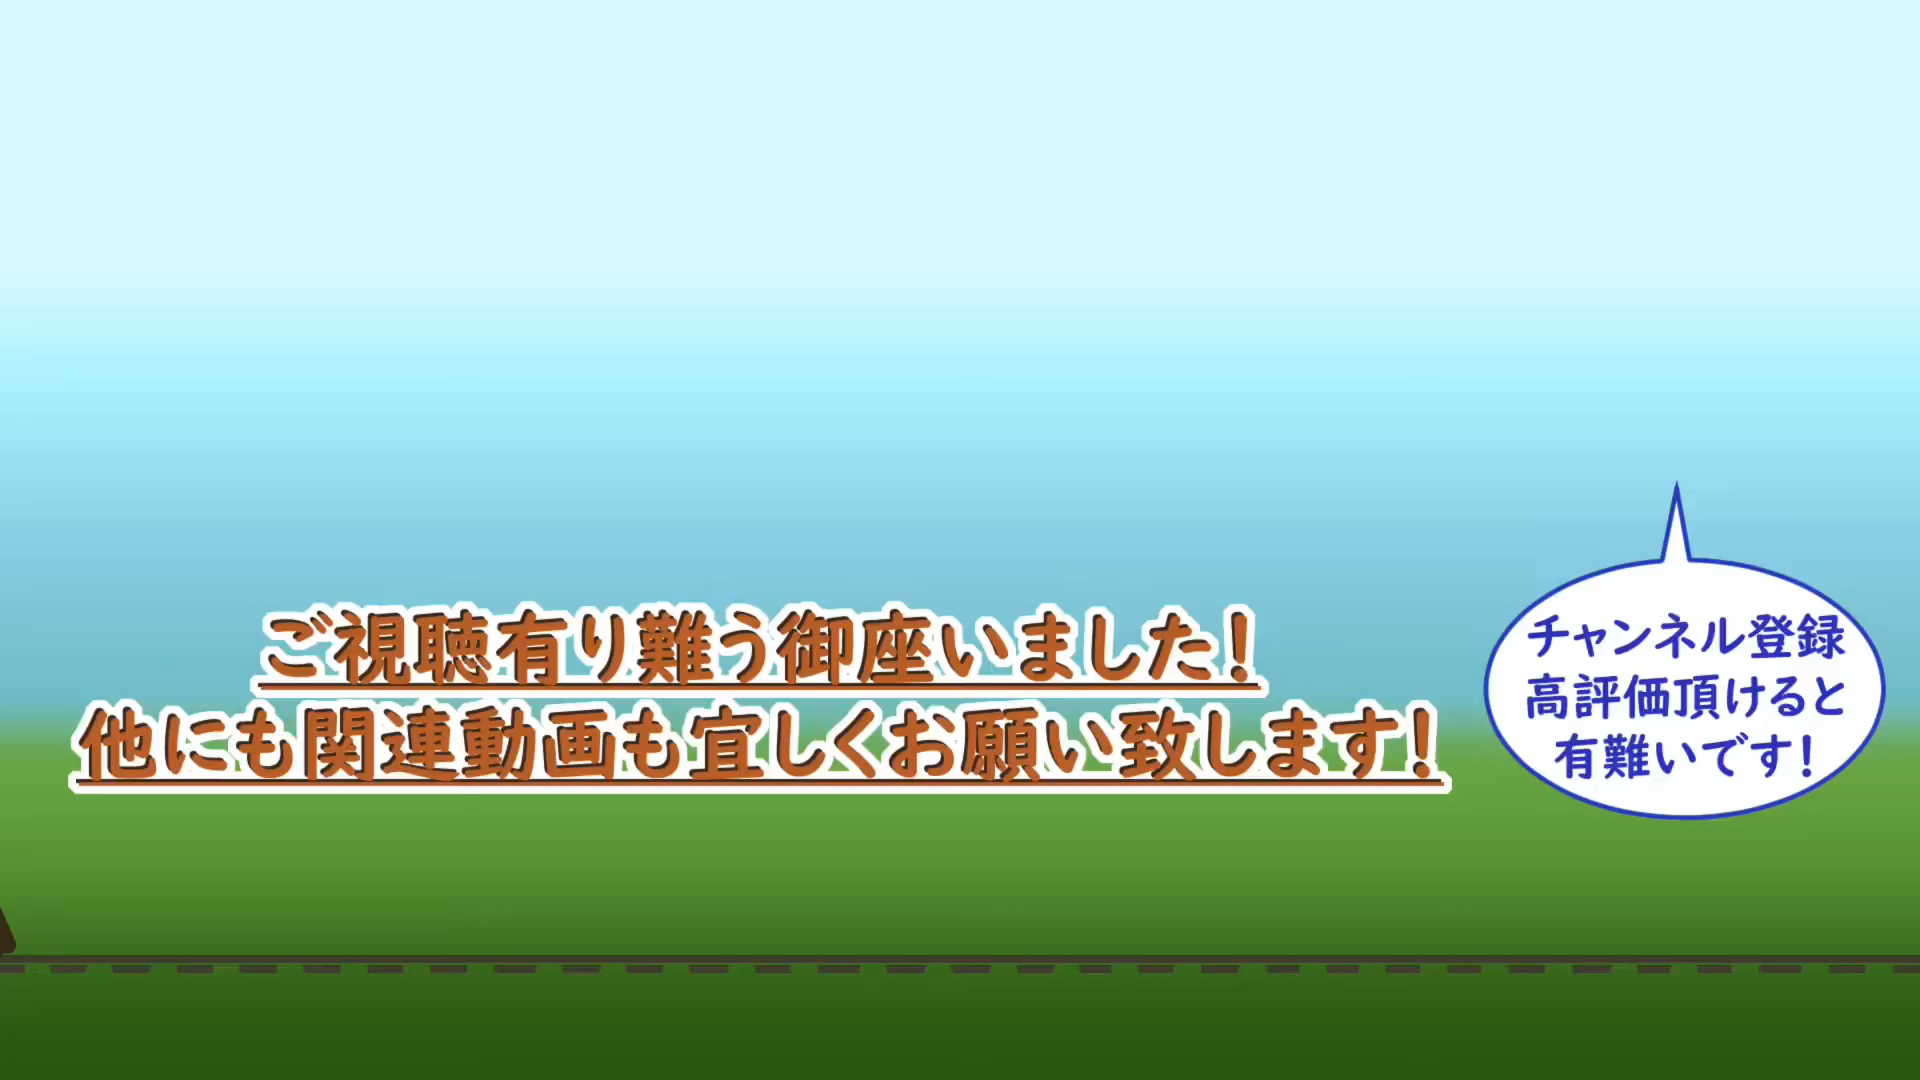 ご視聴有り難う御座いました!
他にも関連動画も宜しくお願い致します!
チャンネル登録
高評価頂けると
有難いです!